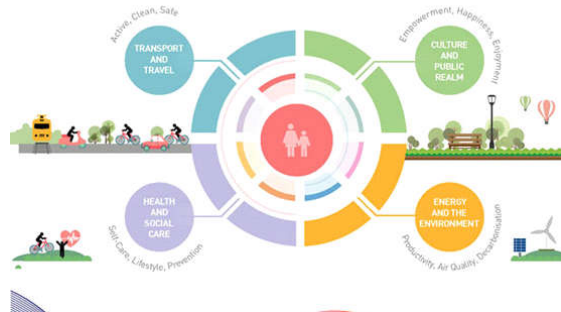 Active, Clean, Safe
TRANSPORT
AND
TRAVEL
Empowerment, Happiness, Enjoyment
CULTURE
AND
PUBLIC
REALM
HEALTH
AND
SOCIAL
CARE
Self-Care, Lifestyle, Prevention
ENERGY
AND THE
ENVIRONMENT
Productivity, Air Quality, Decarbonisation